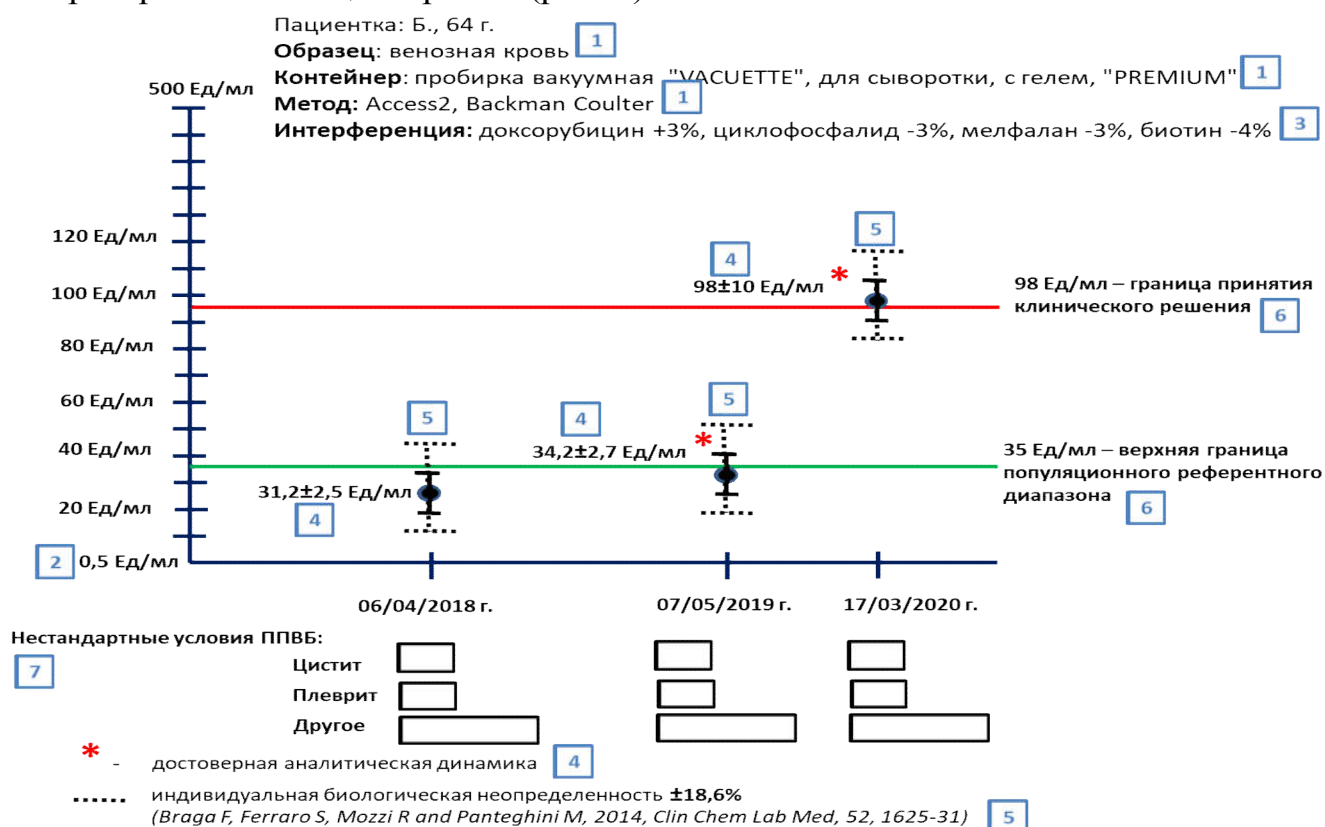 Пациентка: Б., 64 г.
Образец: венозная кровь 1
Контейнер: пробирка вакуумная "VACUETTE", для сыворотки, с гелем, "PREMIUM" 1
Метод: Access2, Backman Coulter 1
Интерференция: доксорубицин +3%, циклофосфалид -3%, мелфалан -3%, биотин -4% 3
500 Ед/мл
120 Ед/мл
100 Ед/мл
80 Ед/мл
60 Ед/мл
40 Ед/мл
20 Ед/мл
2 0,5 Ед/мл
5
4
98±10 Ед/мл *
98 Ед/мл – граница принятия
клинического решения 6
5
4
5
34,2±2,7 Ед/мл *
35 Ед/мл – верхняя граница
популяционного референтного
диапазона 6
31,2±2,5 Ед/мл
4
06/04/2018 г. 07/05/2019 г. 17/03/2020 г.
Нестандартные условия ППВБ:
7
Цистит
Плеврит
Другое
* - достоверная аналитическая динамика 4
...... индивидуальная биологическая неопределенность ±18,6%
(Braga F, Ferraro S, Mozzi R and Panteghini M, 2014, Clin Chem Lab Med, 52, 1625-31) 5